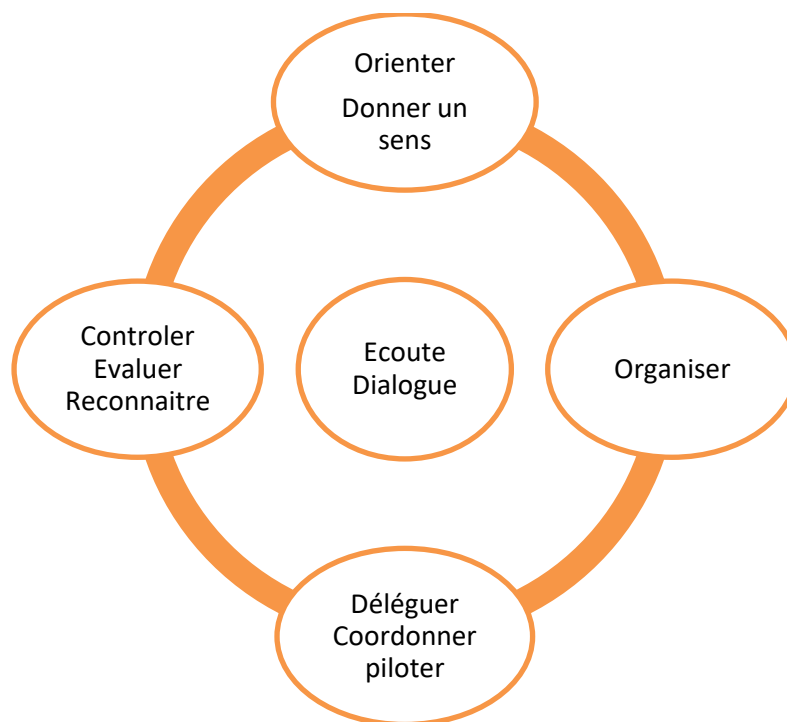 Orienter
Donner un
sens
Controler
Evaluer
Reconnaitre
Ecoute
Dialogue
Organiser
Déléguer
Coordonner
piloter